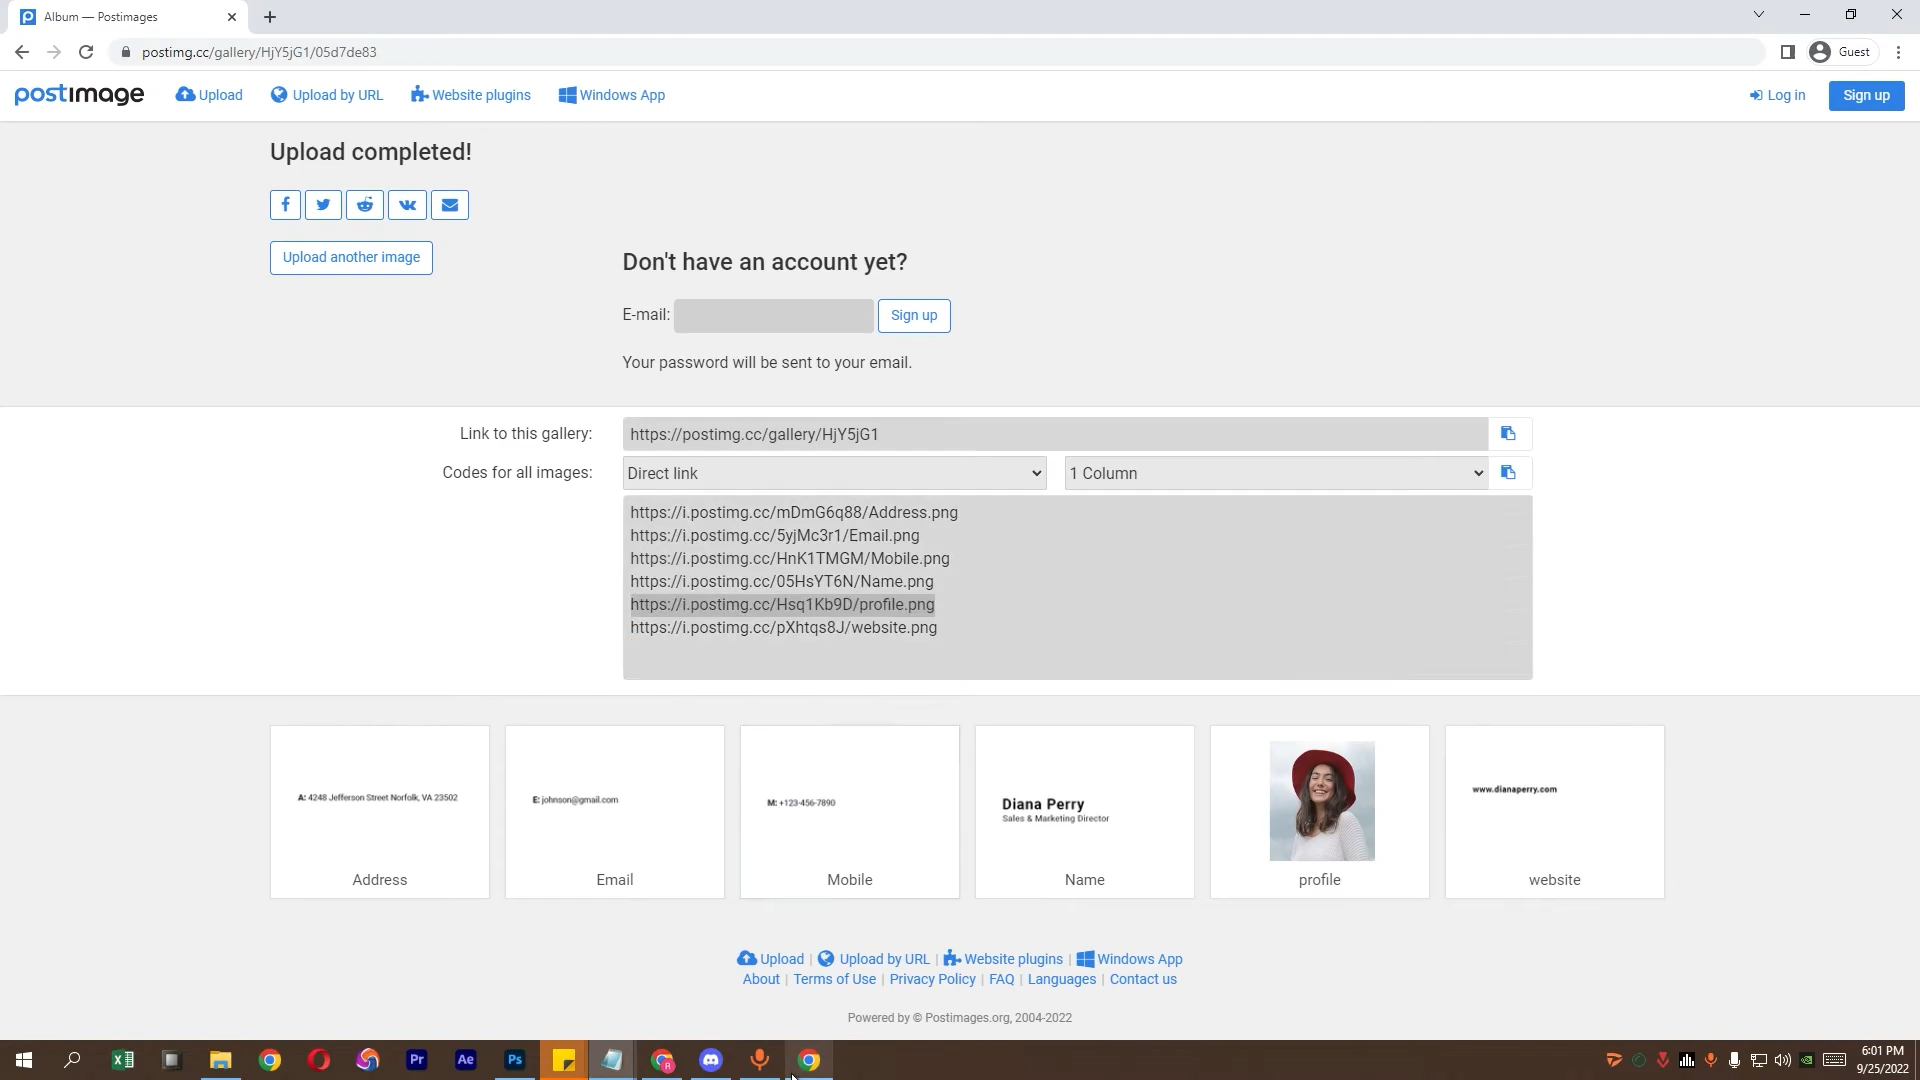 Album — Postimages
postimg.cc/gallery/HjY5jG1/05d7de83
Guest
postimage
Upload
Upload by URL
Website plugins
Windows App
Log in
Sign up
Upload completed!
Upload another image
Don't have an account yet?
E-mail:
Sign up
Your password will be sent to your email.
Link to this gallery:
https://postimg.cc/gallery/HjY5jG1
Codes for all images:
Direct link
1 Column
https://i.postimg.cc/mDmG6q88/Address.png
https://i.postimg.cc/5yjMc3r1/Email.png
https://i.postimg.cc/HnK1TMGM/Mobile.png
https://i.postimg.cc/05HsYT6N/Name.png
https://i.postimg.cc/Hsq1Kb9D/profile.png
https://i.postimg.cc/pXhtqs8J/website.png
A: 4248 Jefferson Street Norfolk, VA 23502
Address
E: johnson@gmail.com
Email
M: +123-456-7890
Mobile
Diana Perry
Sales & Marketing Director
Name
profile
www.dianaperry.com
website
Upload | Upload by URL | Website plugins | Windows App
About | Terms of Use | Privacy Policy | FAQ | Languages | Contact us
Powered by © Postimages.org, 2004-2022
Pr
Ae
Ps
R
6:01 PM
9/25/2022